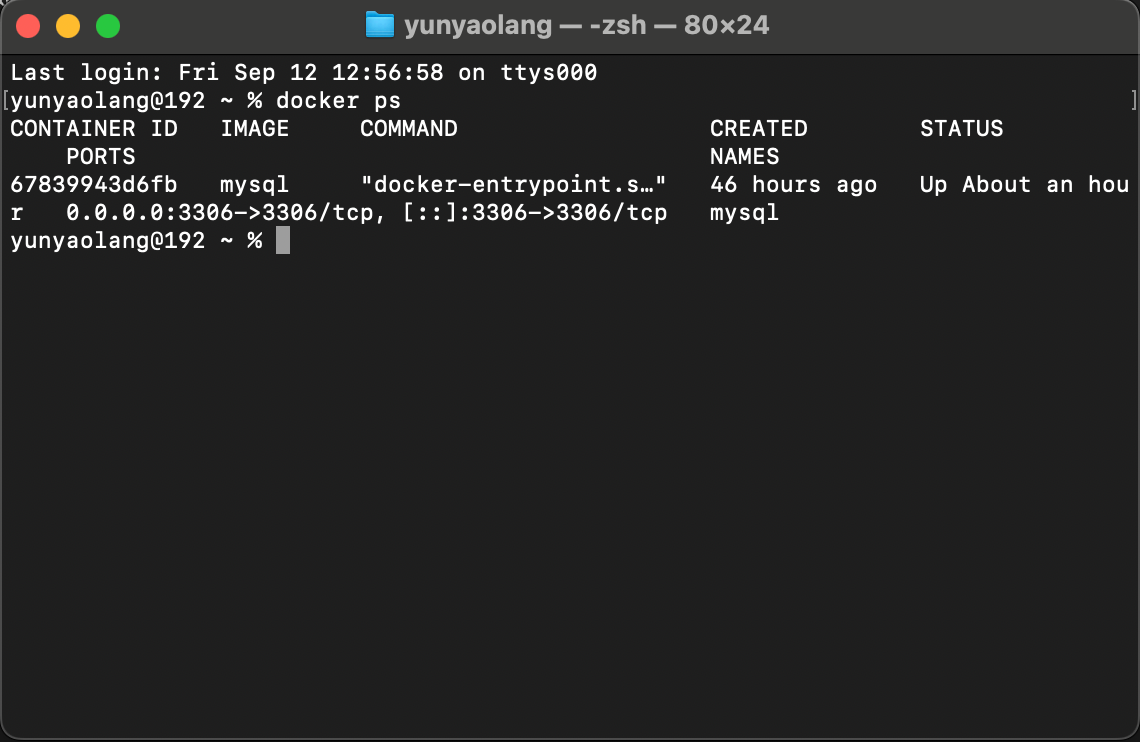 yunyaolang — -zsh — 80×24
Last login: Fri Sep 12 12:56:58 on ttys000
[yunyaolang@192 ~ % docker ps ]
CONTAINER ID   IMAGE     COMMAND                  CREATED        STATUS
    PORTS                                         NAMES
67839943d6fb   mysql     "docker-entrypoint.s…"   46 hours ago   Up About an hou
r   0.0.0.0:3306->3306/tcp, [::]:3306->3306/tcp   mysql
yunyaolang@192 ~ %